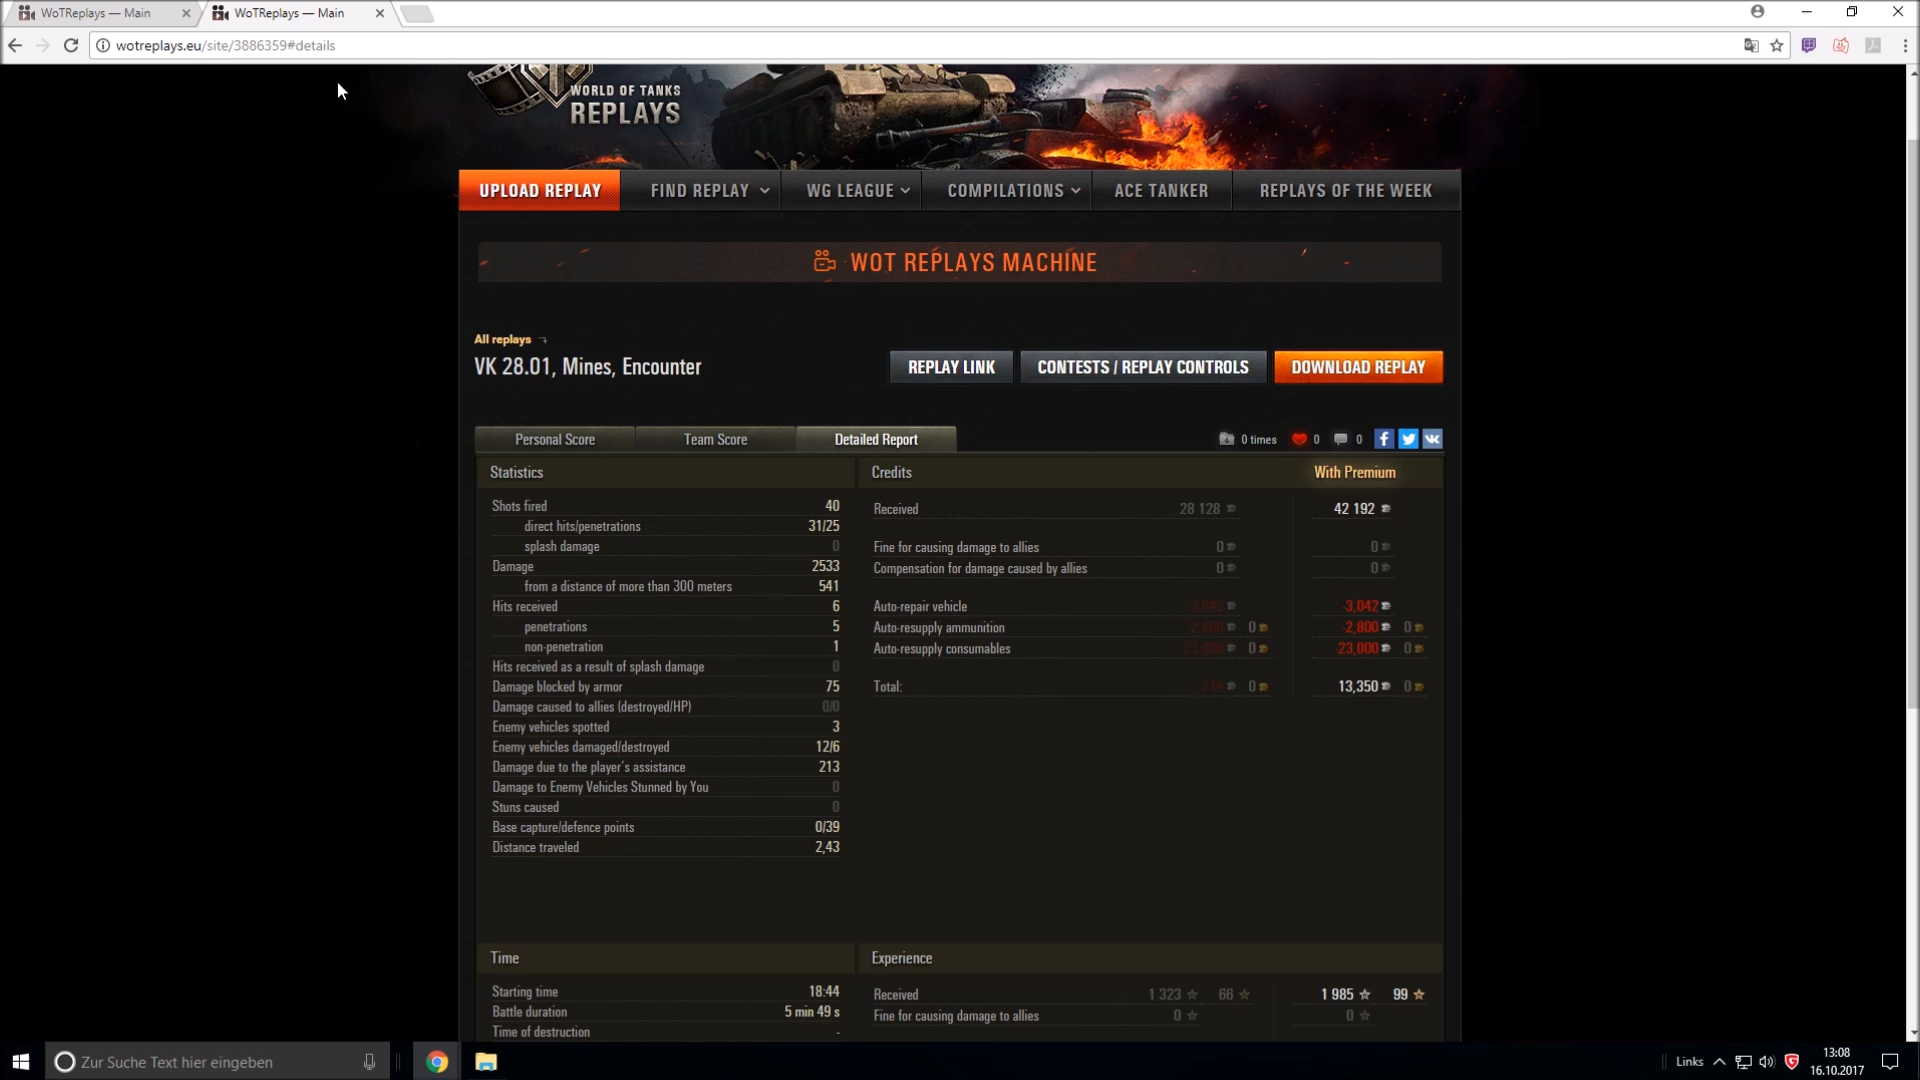 WoTReplays — Main
WoTReplays — Main
wotreplays.eu/site/3886359#details
WORLD OF TANKS
REPLAYS
UPLOAD REPLAY FIND REPLAY WG LEAGUE COMPILATIONS ACE TANKER REPLAYS OF THE WEEK
WOT REPLAYS MACHINE
All replays
VK 28.01, Mines, Encounter
REPLAY LINK CONTESTS / REPLAY CONTROLS DOWNLOAD REPLAY
Personal Score Team Score Detailed Report 0 times 0 0
Statistics
Shots fired 40
direct hits/penetrations 31/25
splash damage 0
Damage 2533
from a distance of more than 300 meters 541
Hits received 6
penetrations 5
non-penetration 1
Hits received as a result of splash damage 0
Damage blocked by armor 75
Damage caused to allies (destroyed/HP) 0/0
Enemy vehicles spotted 3
Enemy vehicles damaged/destroyed 12/6
Damage due to the player's assistance 213
Damage to Enemy Vehicles Stunned by You 0
Stuns caused 0
Base capture/defence points 0/39
Distance traveled 2,43
Credits With Premium
Received 28 128 42 192
Fine for causing damage to allies 0 0
Compensation for damage caused by allies 0 0
Auto-repair vehicle -3,042 -3,042
Auto-resupply ammunition -2,800 0 -2,800 0
Auto-resupply consumables -23,000 0 -23,000 0
Total: -714 0 13,350 0
Time
Starting time 18:44
Battle duration 5 min 49 s
Time of destruction -
Experience
Received 1 323 66 1 985 99
Fine for causing damage to allies 0 0
Zur Suche Text hier eingeben
Links
13:08
16.10.2017